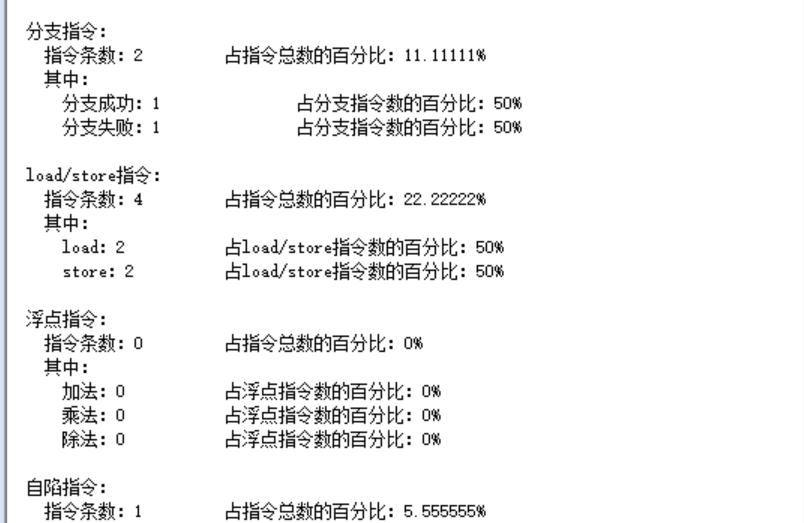 分支指令:
指令条数: 2 占指令总数的百分比: 11.11111%
其中:
分支成功: 1 占分支指令数的百分比: 50%
分支失败: 1 占分支指令数的百分比: 50%
load/store指令:
指令条数: 4 占指令总数的百分比: 22.22222%
其中:
load: 2 占load/store指令数的百分比: 50%
store: 2 占load/store指令数的百分比: 50%
浮点指令:
指令条数: 0 占指令总数的百分比: 0%
其中:
加法: 0 占浮点指令数的百分比: 0%
乘法: 0 占浮点指令数的百分比: 0%
除法: 0 占浮点指令数的百分比: 0%
自陷指令:
指令条数: 1 占指令总数的百分比: 5.555555%